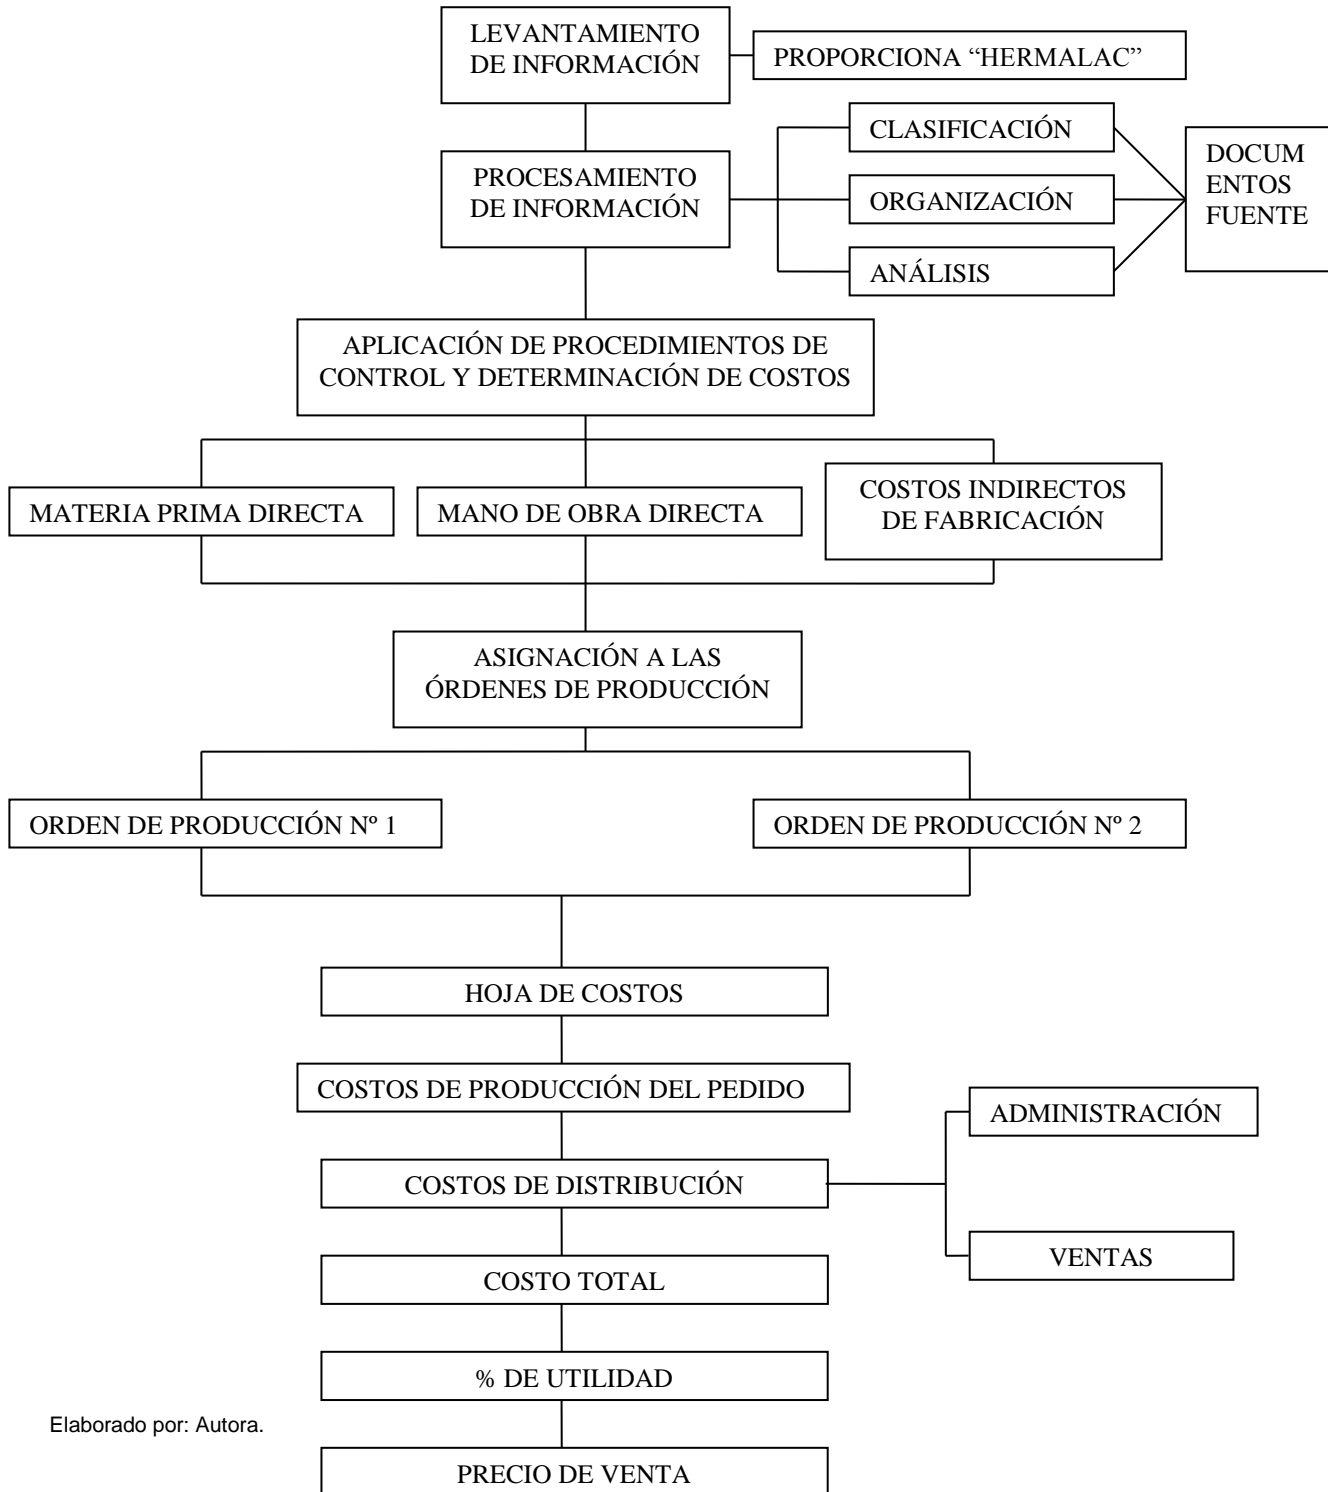 LEVANTAMIENTO
DE INFORMACIÓN
PROPORCIONA “HERMALAC”
CLASIFICACIÓN
PROCESAMIENTO
DE INFORMACIÓN
ORGANIZACIÓN
ANÁLISIS
DOCUM
ENTOS
FUENTE
APLICACIÓN DE PROCEDIMIENTOS DE
CONTROL Y DETERMINACIÓN DE COSTOS
MATERIA PRIMA DIRECTA
MANO DE OBRA DIRECTA
COSTOS INDIRECTOS
DE FABRICACIÓN
ASIGNACIÓN A LAS
ÓRDENES DE PRODUCCIÓN
ORDEN DE PRODUCCIÓN Nº 1
ORDEN DE PRODUCCIÓN Nº 2
HOJA DE COSTOS
COSTOS DE PRODUCCIÓN DEL PEDIDO
COSTOS DE DISTRIBUCIÓN
ADMINISTRACIÓN
VENTAS
COSTO TOTAL
% DE UTILIDAD
Elaborado por: Autora.
PRECIO DE VENTA